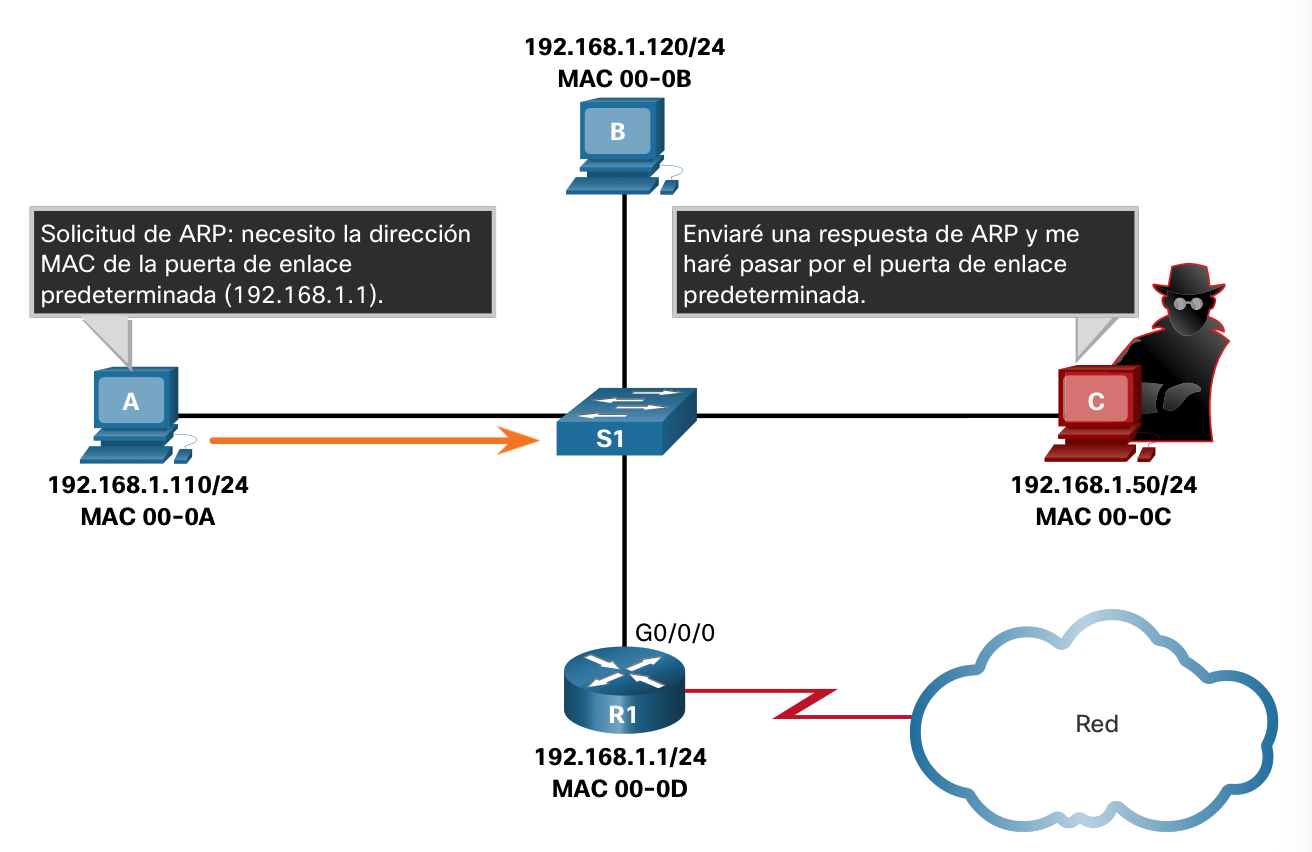 192.168.1.120/24
MAC 00-0B
B
Solicitud de ARP: necesito la dirección
MAC de la puerta de enlace
predeterminada (192.168.1.1).
Enviaré una respuesta de ARP y me
haré pasar por el puerta de enlace
predeterminada.
A
S1
C
192.168.1.110/24
MAC 00-0A
192.168.1.50/24
MAC 00-0C
G0/0/0
R1
Red
192.168.1.1/24
MAC 00-0D